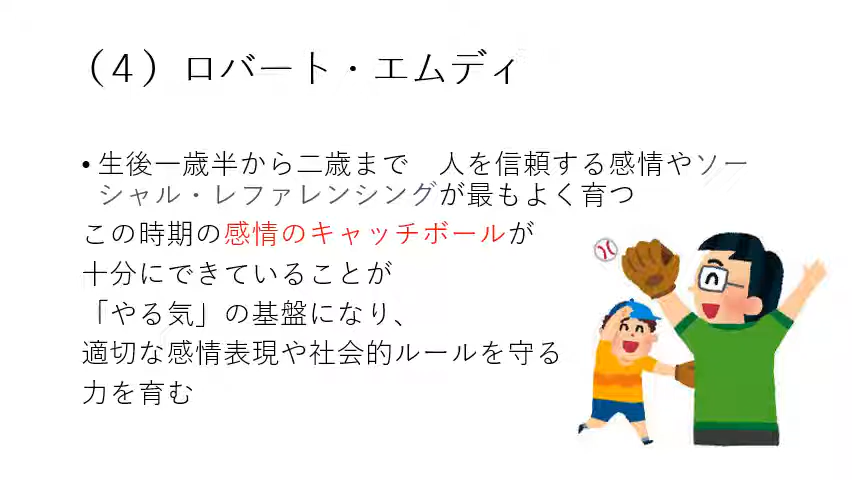 （４）ロバート・エムディ
• 生後一歳半から二歳まで　人を信頼する感情やソー
シャル・レファレンシングが最もよく育つ
この時期の感情のキャッチボールが
十分にできていることが
「やる気」の基盤になり、
適切な感情表現や社会的ルールを守る
力を育む